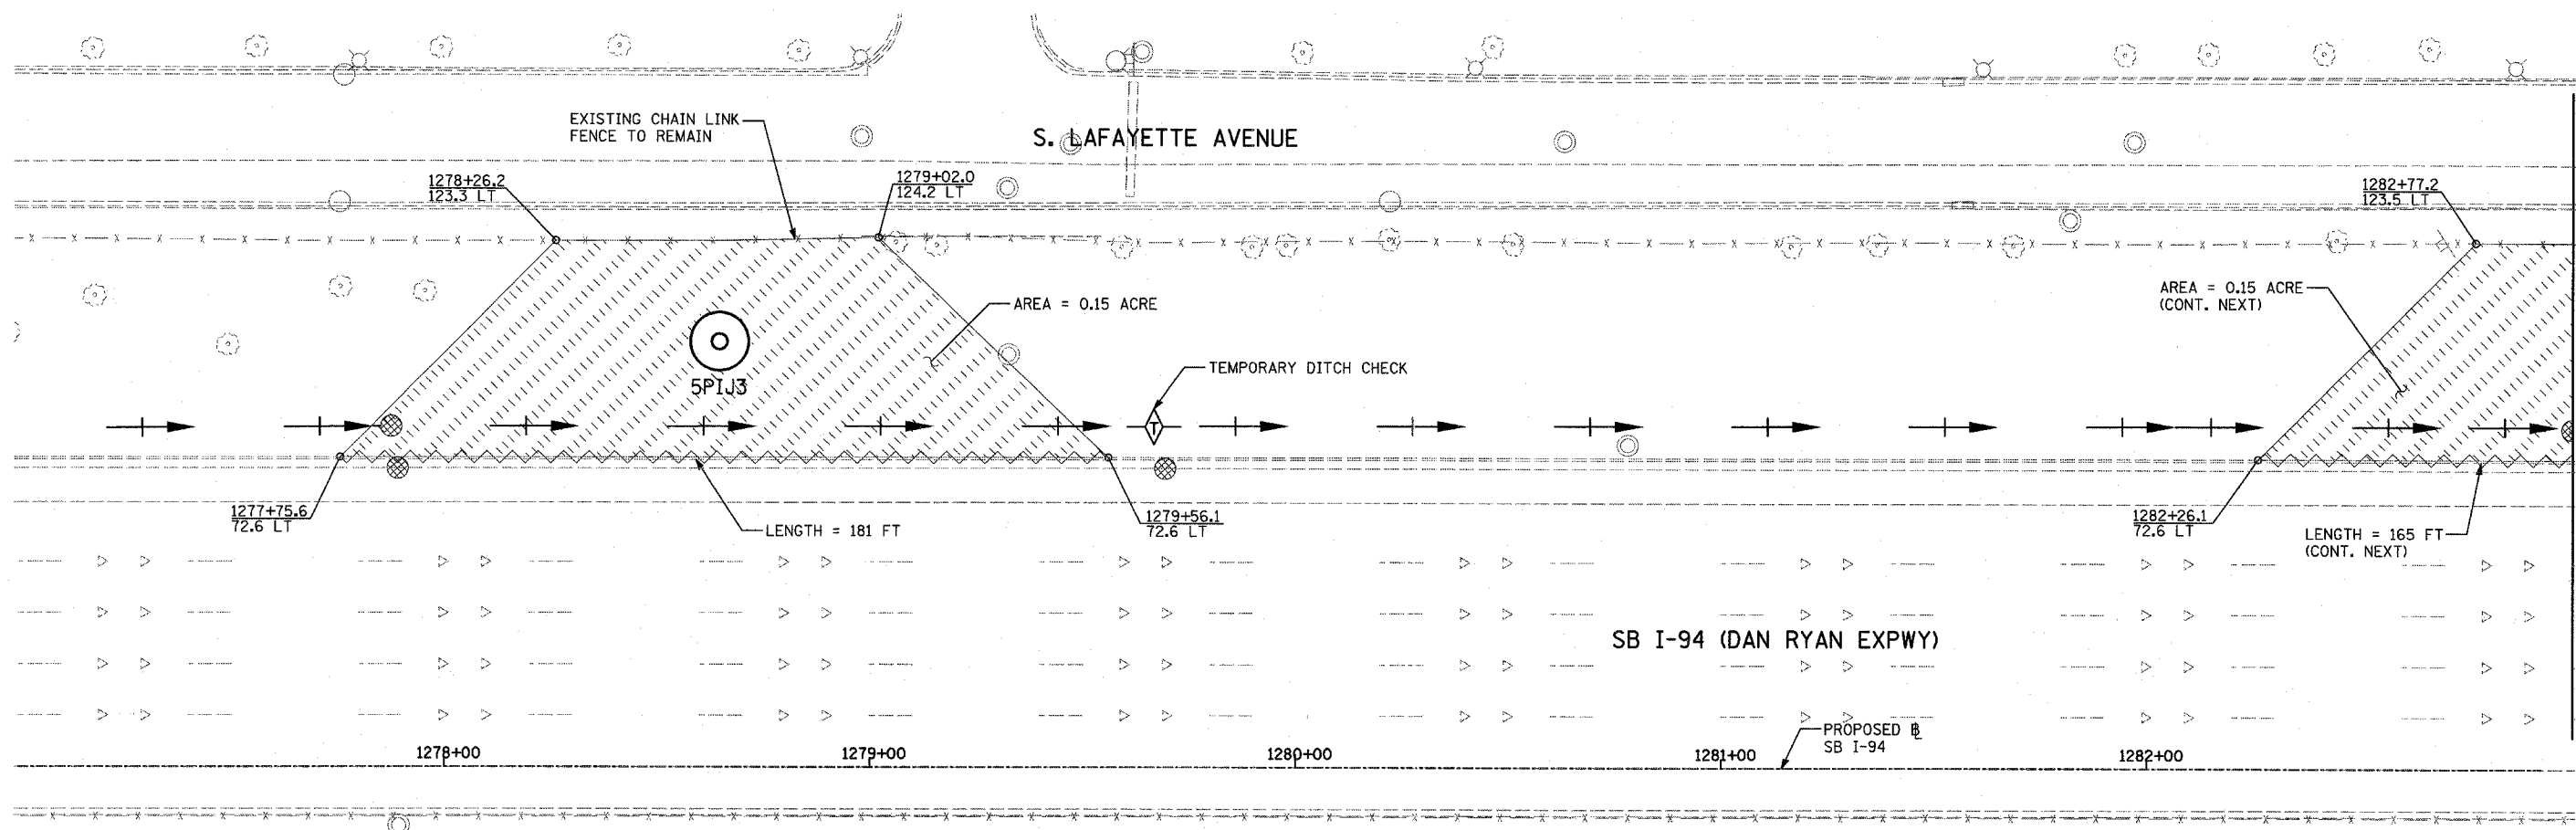 EXISTING CHAIN LINK
FENCE TO REMAIN
S. LAFAYETTE AVENUE
1278+26.2
123.3 LT
1279+02.0
124.2 LT
1282+77.2
123.5 LT
AREA = 0.15 ACRE
AREA = 0.15 ACRE
(CONT. NEXT)
5PIJ3
TEMPORARY DITCH CHECK
T
1277+75.6
72.6 LT
LENGTH = 181 FT
1279+56.1
72.6 LT
1282+26.1
72.6 LT
LENGTH = 165 FT
(CONT. NEXT)
SB I-94 (DAN RYAN EXPWY)
PROPOSED ⅊
SB I-94
1278+00
1279+00
1280+00
1281+00
1282+00